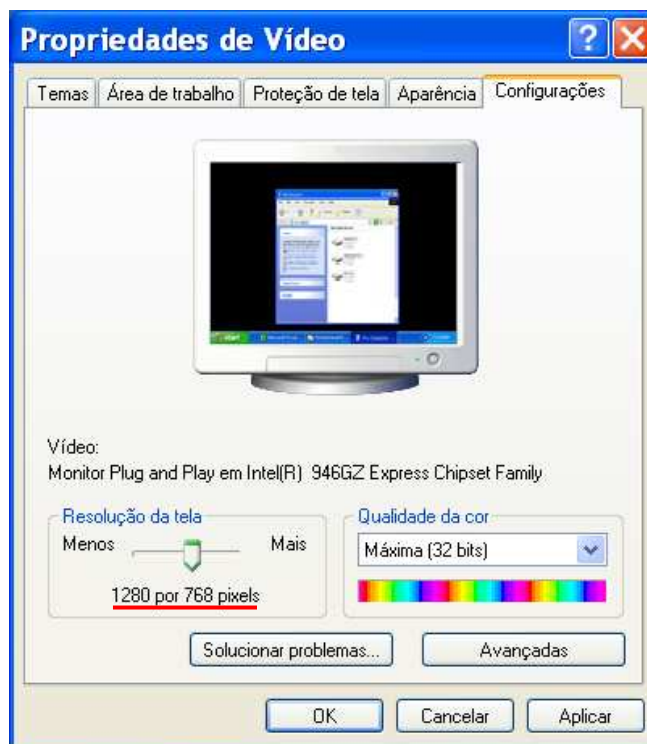 Propriedades de Vídeo
Temas Área de trabalho Proteção de tela Aparência Configurações
Vídeo:
Monitor Plug and Play em Intel(R) 946GZ Express Chipset Family
Resolução da tela
Menos Mais
1280 por 768 pixels
Qualidade da cor
Máxima (32 bits)
Solucionar problemas... Avançadas
OK Cancelar Aplicar